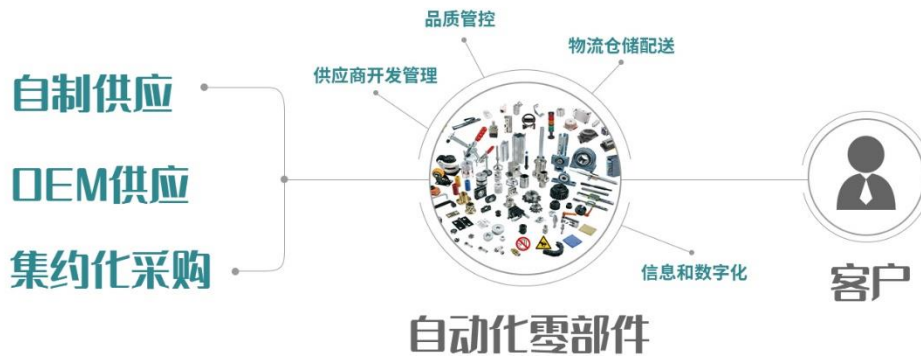 品质管控
物流仓储配送
供应商开发管理
自制供应
OEM供应
集约化采购
信息和数字化
客户
自动化零部件